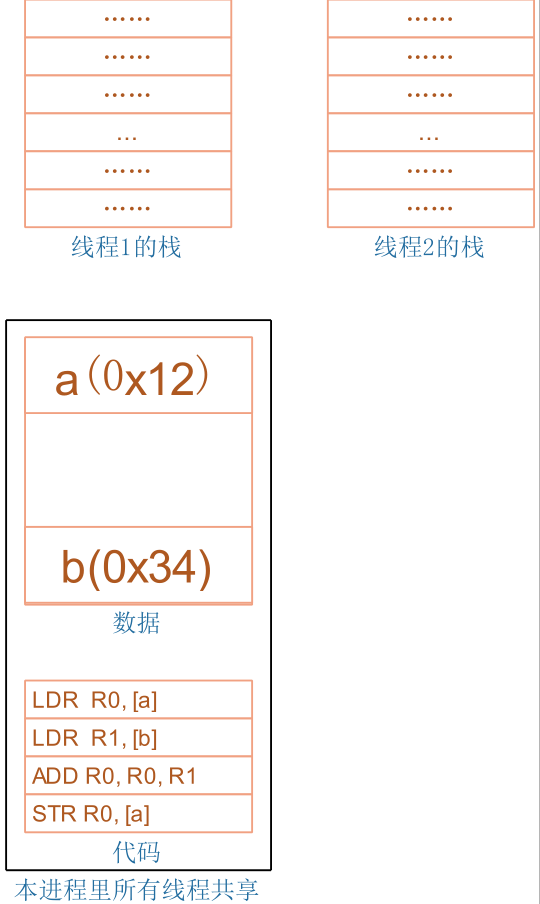 …… ……
…… ……
…… ……
... ...
…… ……
…… ……
线程1的栈 线程2的栈
a(0x12)
b(0x34)
数据
LDR R0, [a]
LDR R1, [b]
ADD R0, R0, R1
STR R0, [a]
代码
本进程里所有线程共享